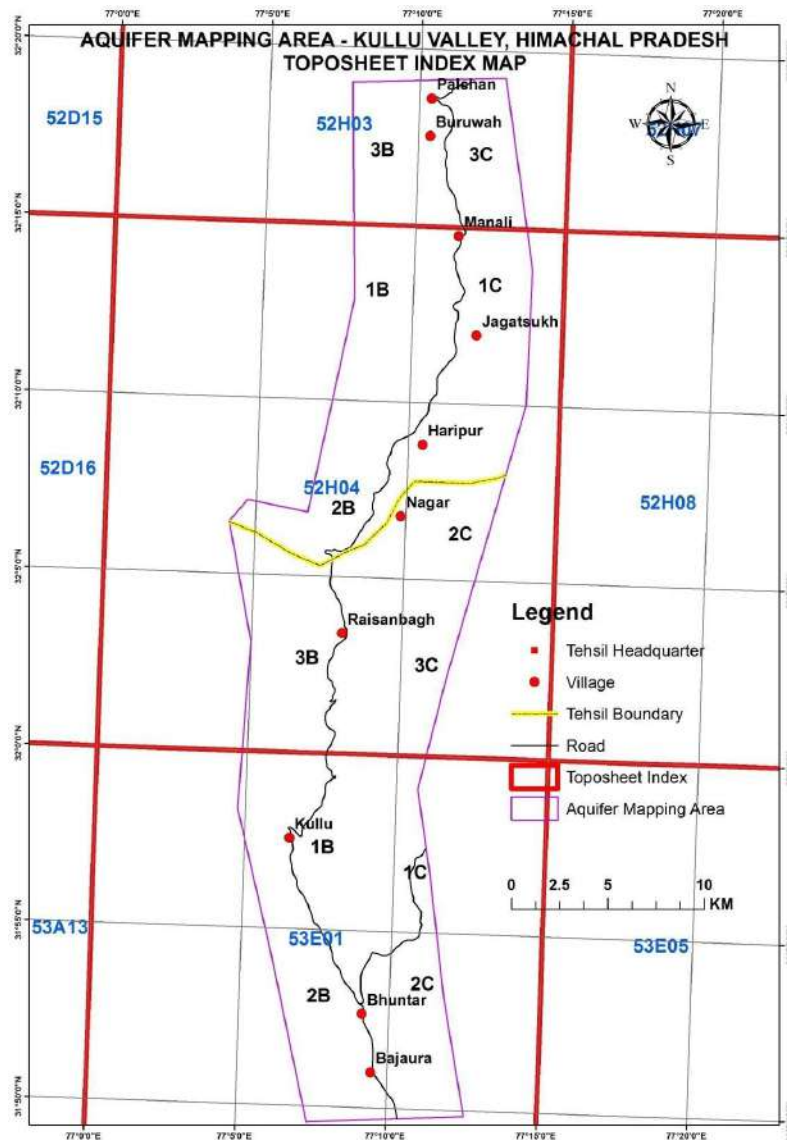 77°0'0"E 77°5'0"E 77°10'0"E 77°15'0"E 77°20'0"E
AQUIFER MAPPING AREA - KULLU VALLEY, HIMACHAL PRADESH
TOPOSHEET INDEX MAP
32°20'0"N
Palchan
N
52D15
52H03
Buruwah
W
E
3B
3C
S
32°15'0"N
Manali
1B
1C
Jagatsukh
32°10'0"N
Haripur
52D16
52H04
2B
Nagar
52H08
2C
32°5'0"N
Legend
Raisanbagh
Tehsil Headquarter
3B
3C
Village
Tehsil Boundary
Road
32°0'0"N
Toposheet Index
Aquifer Mapping Area
Kullu
1B
1C
0 2.5 5 10
KM
31°55'0"N
53A13
53E01
53E05
2B
2C
Bhuntar
Bajaura
31°50'0"N
77°0'0"E 77°5'0"E 77°10'0"E 77°15'0"E 77°20'0"E